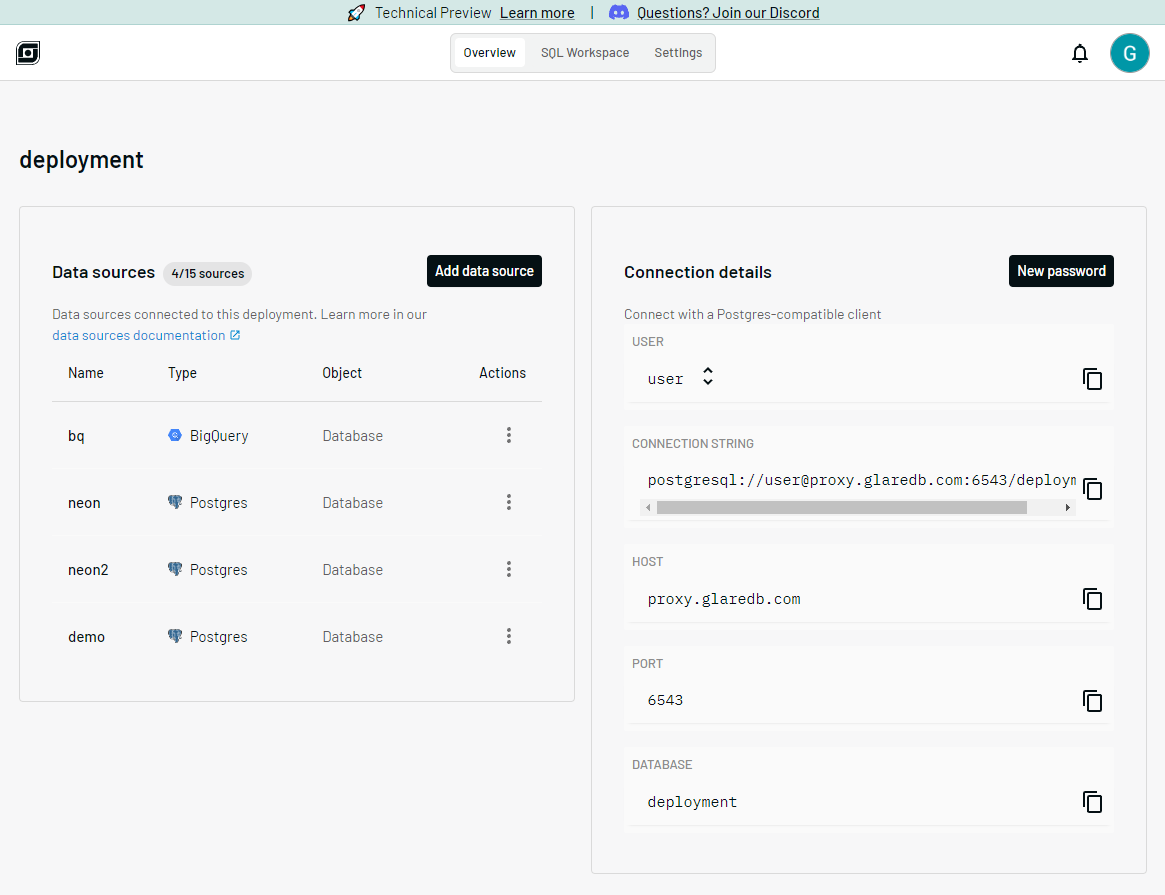 Technical Preview Learn more | Questions? Join our Discord
Overview SQL Workspace Settings
G
deployment
Data sources 4/15 sources Add data source
Data sources connected to this deployment. Learn more in our
data sources documentation
Name Type Object Actions
bq BigQuery Database
neon Postgres Database
neon2 Postgres Database
demo Postgres Database
Connection details New password
Connect with a Postgres-compatible client
USER
user
CONNECTION STRING
postgresql://user@proxy.glaredb.com:6543/deploym
HOST
proxy.glaredb.com
PORT
6543
DATABASE
deployment